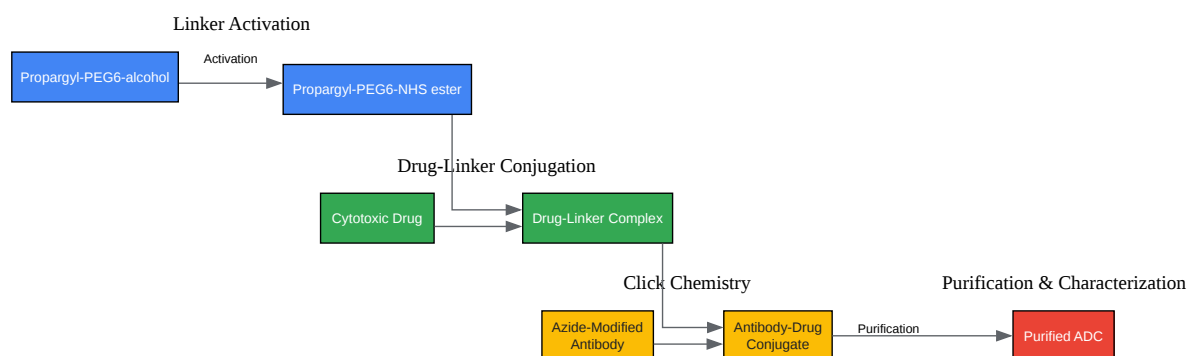 Linker Activation
Propargyl-PEG6-alcohol
Activation
Propargyl-PEG6-NHS ester
Drug-Linker Conjugation
Cytotoxic Drug
Drug-Linker Complex
Click Chemistry
Azide-Modified
Antibody
Antibody-Drug
Conjugate
Purification
Purification & Characterization
Purified ADC